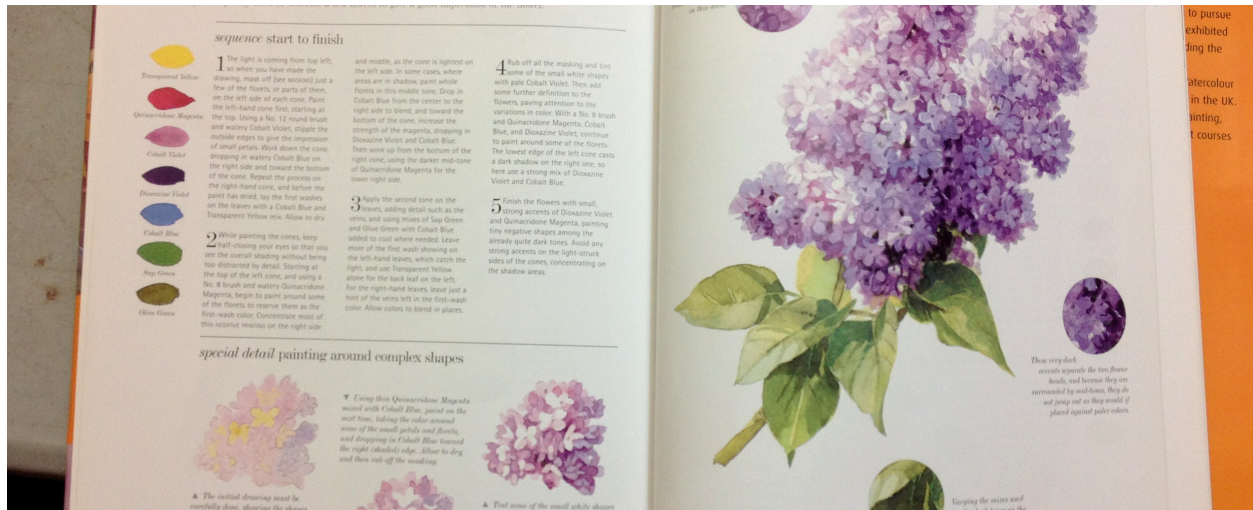 sequence start to finish
Transparent Yellow
Quinacridone Magenta
Cobalt Violet
Dioxazine Violet
Cobalt Blue
Sap Green
Olive Green
1 The light is coming from top left,
so when you have made the
drawing, mask off (see MASKING) just a
few of the florets, or parts of them,
on the left side of each cone. Paint
the left-hand cone first, starting at
the top. Using a No. 12 round brush
and watery Cobalt Violet, stipple the
outside edges to give the impression
of small petals. Work down the cone,
dropping in watery Cobalt Blue on
the right side and toward the bottom
of the cone. Repeat the process on
the right-hand cone, and before the
paint has dried, lay the first washes
on the leaves with a Cobalt Blue and
Transparent Yellow mix. Allow to dry.
2 While painting the cones, keep
half-closing your eyes so that you
see the overall shading without being
too distracted by detail. Starting at
the top of the left cone, and using a
No. 8 brush and watery Quinacridone
Magenta, begin to paint around some
of the florets to reserve them as the
first-wash color. Concentrate most of
this on the right side
and middle, as the cone is lightest on
the left side. In some cases, where
areas are in shadow, paint whole
florets in this middle tone. Drop in
Cobalt Blue from the center to the
right side to blend, and toward the
bottom of the cone, increase the
strength of the magenta, dropping in
Dioxazine Violet and Cobalt Blue.
Then work up from the bottom of the
right cone, using the darker mid-tone
of Quinacridone Magenta for the
lower right side.
3 Apply the second tone on the
leaves, adding detail such as the
veins, and using mixes of Sap Green
and Olive Green with Cobalt Blue
added to cool where needed. Leave
more of the first wash showing on
the left-hand leaves, which catch the
light, and use Transparent Yellow
alone for the back leaf on the left.
For the right-hand leaves, leave just a
hint of the veins left in the first-wash
color. Allow colors to blend in places.
4 Rub off all the masking and tint
some of the small white shapes
with pale Cobalt Violet. Then add
some further definition to the
flowers, paying attention to the
variations in color. With a No. 8 brush
and Quinacridone Magenta, Cobalt
Blue, and Dioxazine Violet, continue
to paint around some of the florets.
The lowest edge of the left cone casts
a dark shadow on the right one, so
here use a strong mix of Dioxazine
Violet and Cobalt Blue.
5 Finish the flowers with small,
strong accents of Dioxazine Violet
and Quinacridone Magenta, painting
tiny negative shapes among the
already quite dark tones. Avoid any
strong accents on the light-struck
sides of the cones, concentrating on
the shadow areas.
special detail painting around complex shapes
▼ Using thin Quinacridone Magenta
mixed with Cobalt Blue, paint on the
next tone, taking the color around
some of the small petals and florets,
and dropping in Cobalt Blue toward
the right (shaded) edge. Allow to dry
and then rub off the masking.
▲ The initial drawing must be
carefully done, showing the shapes
▲ Tint some of the small white shapes
These very dark
accents separate the two flower
heads, and because they are
surrounded by mid-tones, they do
not jump out as they would if
placed against paler colors.
Varying the mixes used
to pursue
exhibited
ding the
atercolour
in the UK.
ainting,
t courses